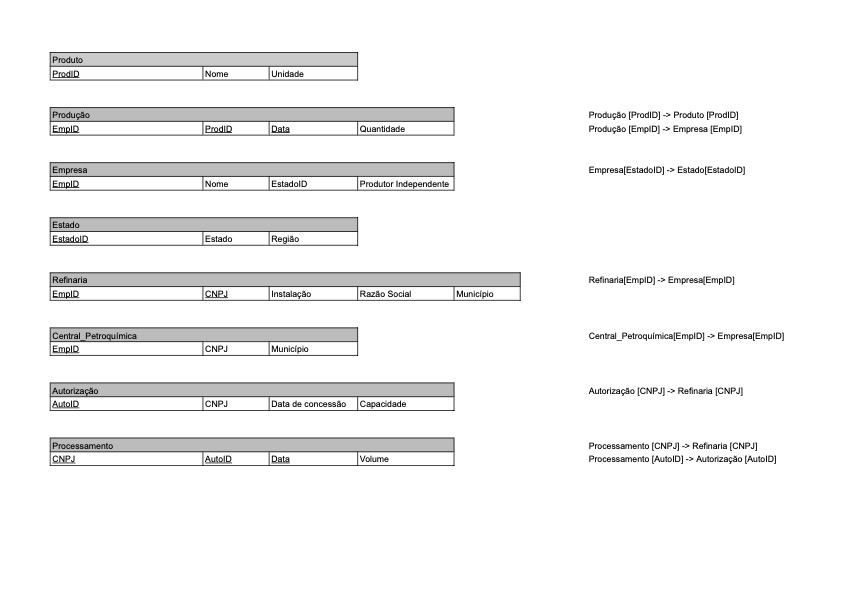 Produto
ProdID Nome Unidade
Produção Produção [ProdID] -> Produto [ProdID]
EmpID ProdID Data Quantidade Produção [EmpID] -> Empresa [EmpID]
Empresa Empresa[EstadoID] -> Estado[EstadoID]
EmpID Nome EstadoID Produtor Independente
Estado
EstadoID Estado Região
Refinaria Refinaria[EmpID] -> Empresa[EmpID]
EmpID CNPJ Instalação Razão Social Município
Central_Petroquímica Central_Petroquímica[EmpID] -> Empresa[EmpID]
EmpID CNPJ Município
Autorização Autorização [CNPJ] -> Refinaria [CNPJ]
AutoID CNPJ Data de concessão Capacidade
Processamento Processamento [CNPJ] -> Refinaria [CNPJ]
CNPJ AutoID Data Volume Processamento [AutoID] -> Autorização [AutoID]